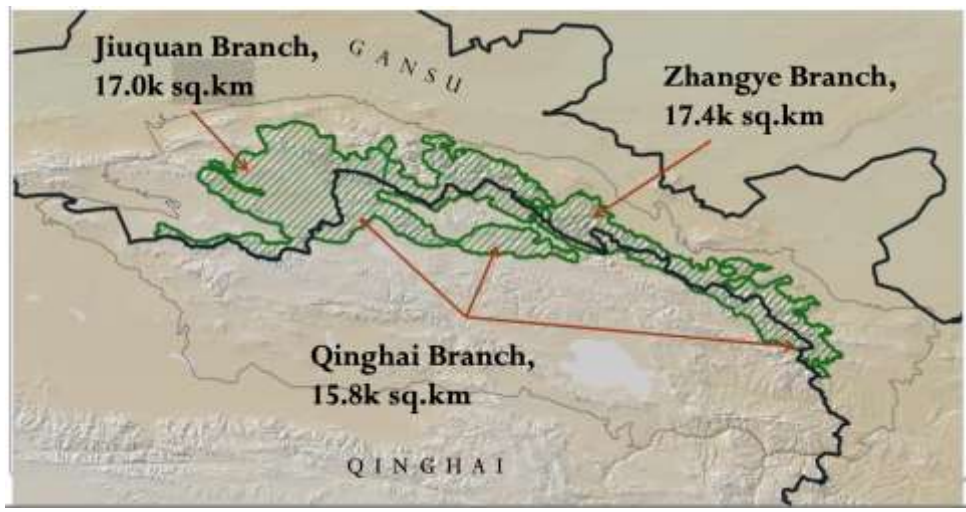 Jiuquan Branch,
17.0k sq.km
GANSU
Zhangye Branch,
17.4k sq.km
Qinghai Branch,
15.8k sq.km
QINGHAI